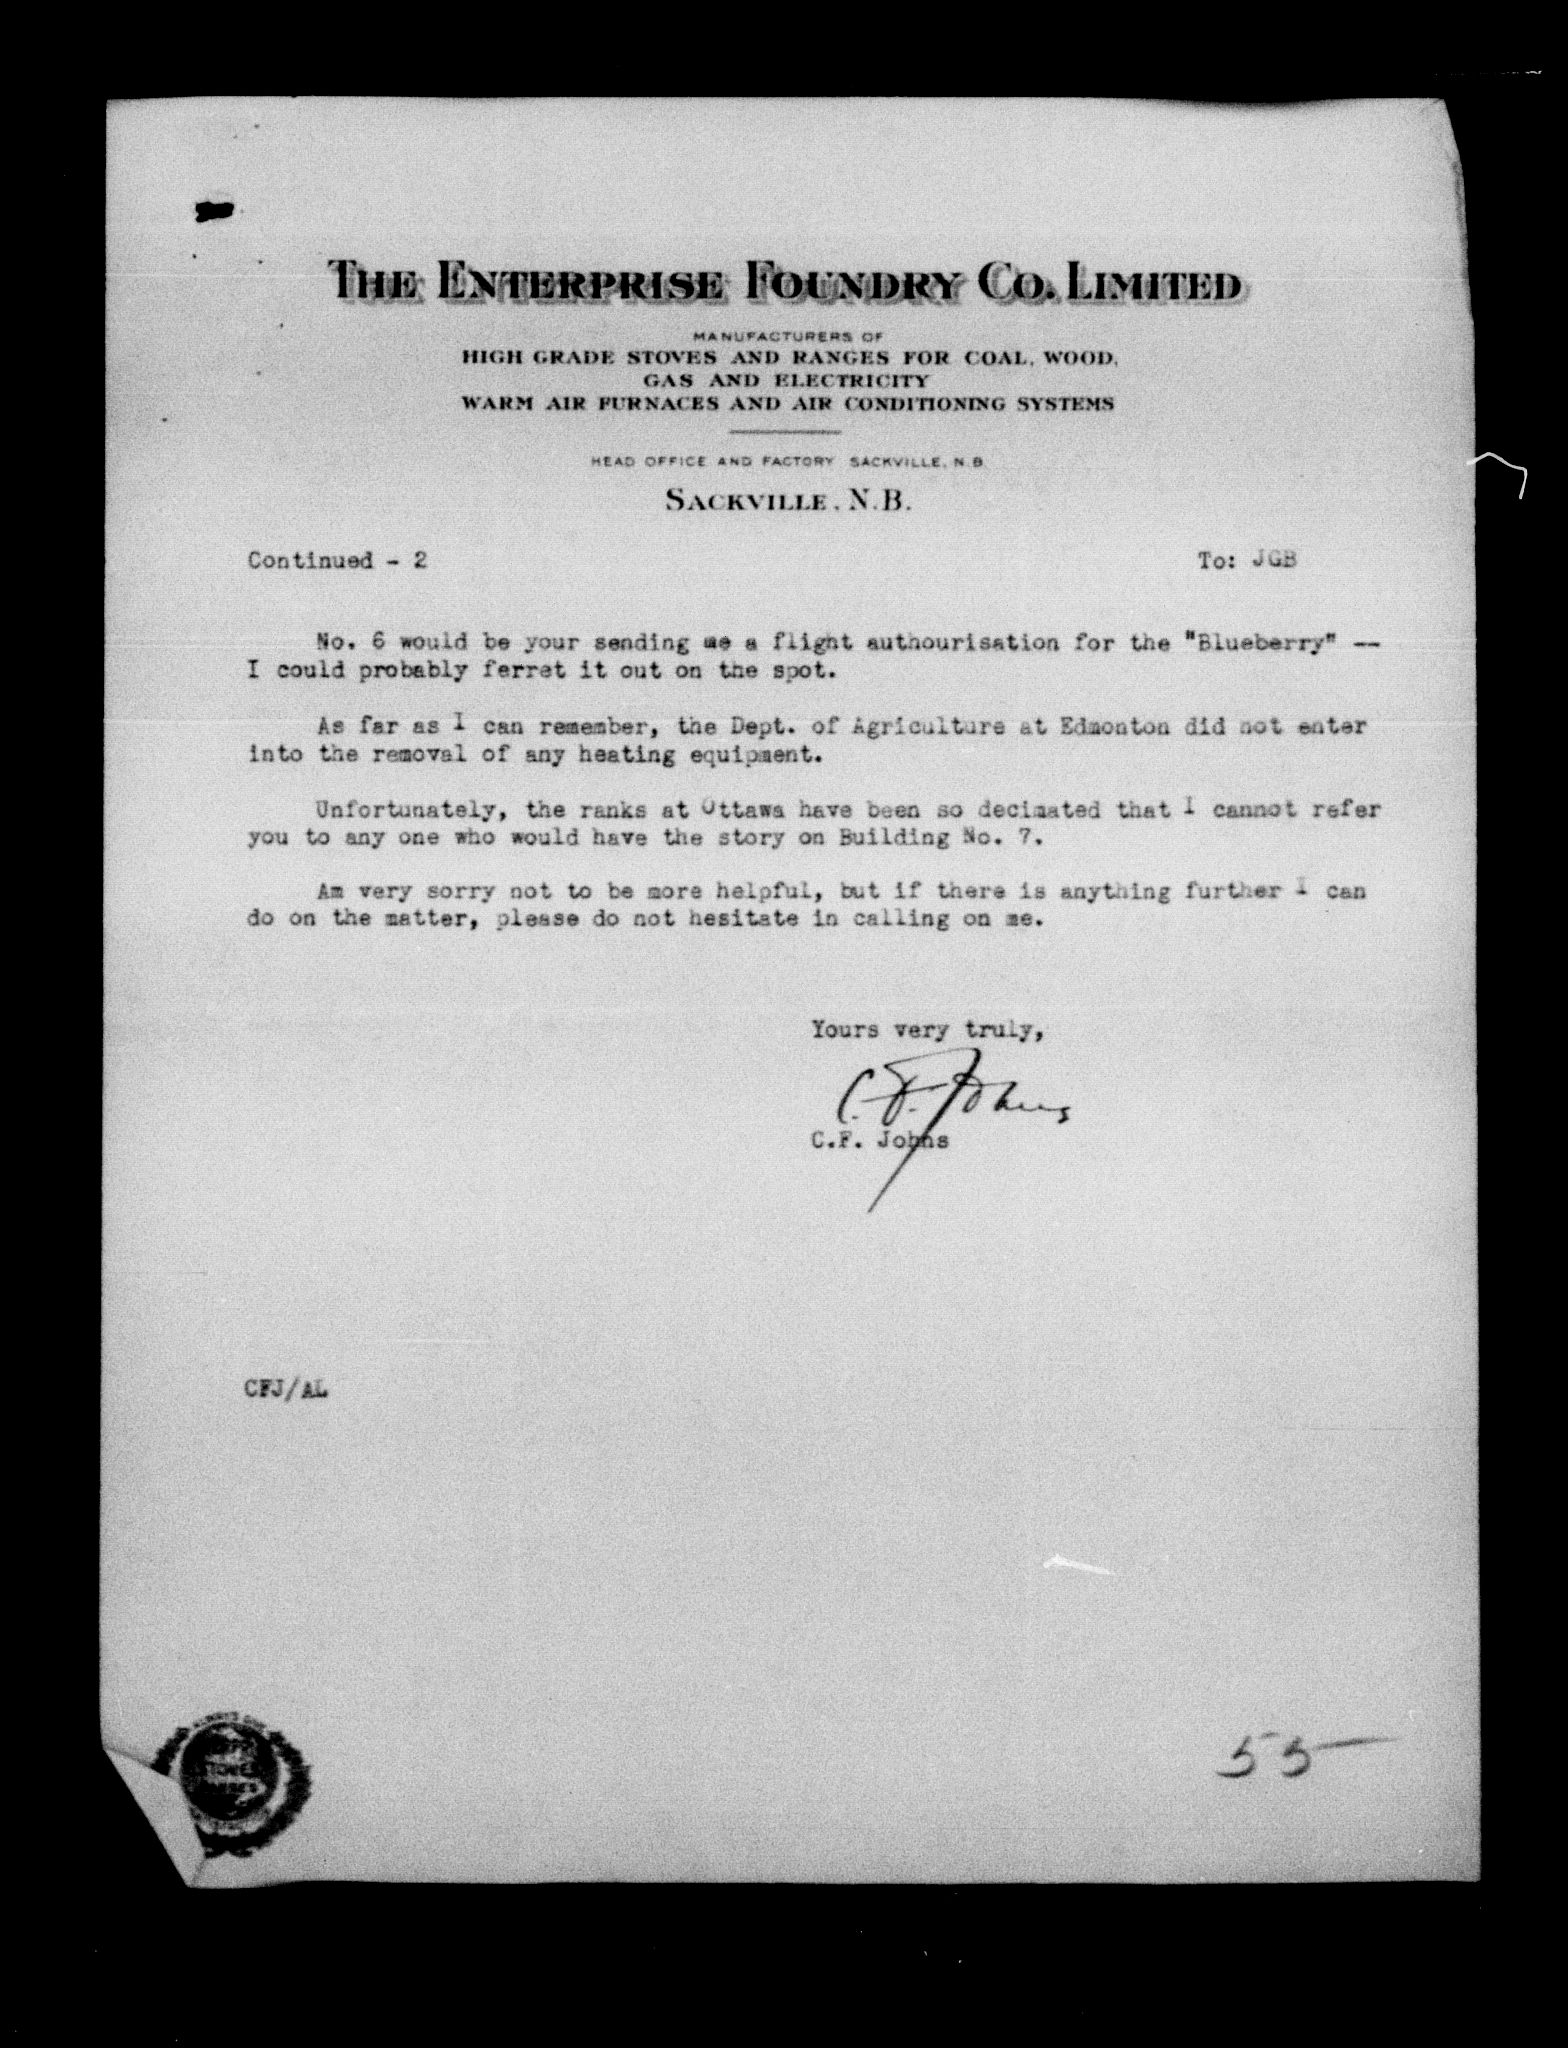 THE ENTERPRISE FOUNDRY CO. LIMITED
MANUFACTURERS OF
HIGH GRADE STOVES AND RANGES FOR COAL, WOOD,
GAS AND ELECTRICITY
WARM AIR FURNACES AND AIR CONDITIONING SYSTEMS
HEAD OFFICE AND FACTORY SACKVILLE, N.B.
SACKVILLE, N.B.
Continued - 2 To: JGB
No. 6 would be your sending me a flight authourisation for the "Blueberry" --
I could probably ferret it out on the spot.
As far as I can remember, the Dept. of Agriculture at Edmonton did not enter
into the removal of any heating equipment.
Unfortunately, the ranks at Ottawa have been so decimated that I cannot refer
you to any one who would have the story on Building No. 7.
Am very sorry not to be more helpful, but if there is anything further I can
do on the matter, please do not hesitate in calling on me.
Yours very truly,
C. F. Johns
C.F. Johns
CFJ/AL
STOVES
55